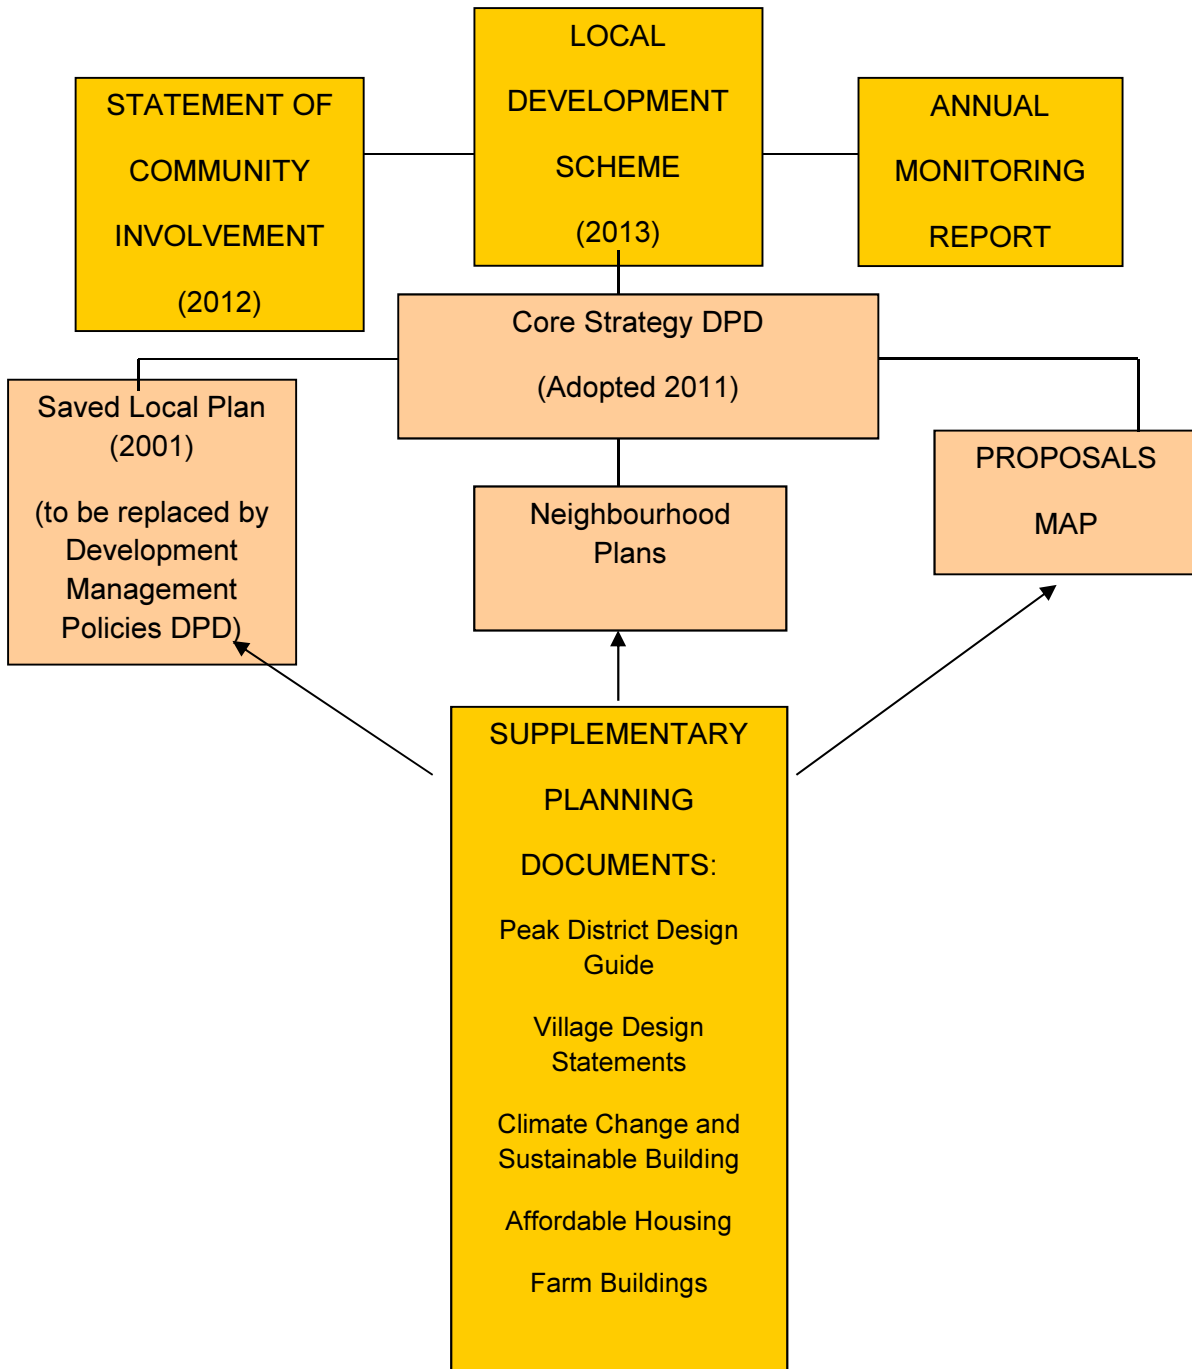 LOCAL
DEVELOPMENT
SCHEME
(2013)
STATEMENT OF
COMMUNITY
INVOLVEMENT
(2012)
ANNUAL
MONITORING
REPORT
Core Strategy DPD
(Adopted 2011)
Saved Local Plan
(2001)
(to be replaced by
Development
Management
Policies DPD)
Neighbourhood
Plans
PROPOSALS
MAP
SUPPLEMENTARY
PLANNING
DOCUMENTS:
Peak District Design
Guide
Village Design
Statements
Climate Change and
Sustainable Building
Affordable Housing
Farm Buildings